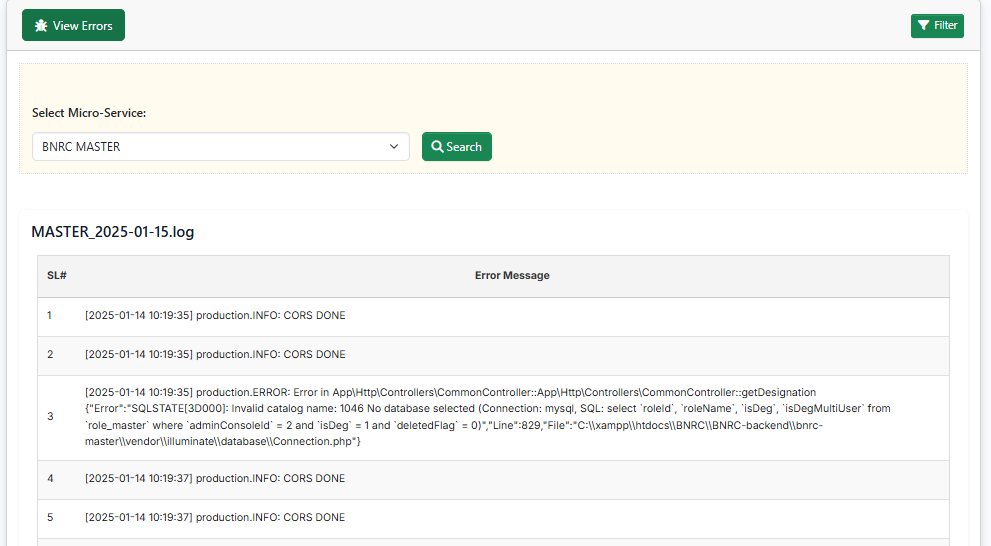 View Errors
Filter
Select Micro-Service:
BNRC MASTER
Search
MASTER_2025-01-15.log
SL# Error Message
1 [2025-01-14 10:19:35] production.INFO: CORS DONE
2 [2025-01-14 10:19:35] production.INFO: CORS DONE
[2025-01-14 10:19:35] production.ERROR: Error in App\Http\Controllers\CommonController::App\Http\Controllers\CommonController::getDesignation
3 {"Error":"SQLSTATE[3D000]: Invalid catalog name: 1046 No database selected (Connection: mysql, SQL: select `roleId`, `roleName`, `isDeg`, `isDegMultiUser` from
`role_master` where `adminConsoleId` = 2 and `isDeg` = 1 and `deletedFlag` = 0)","Line":829,"File":"C:\\xampp\\htdocs\\BNRC\\BNRC-backend\\bnrc-
master\\vendor\\illuminate\\database\\Connection.php"}
4 [2025-01-14 10:19:37] production.INFO: CORS DONE
5 [2025-01-14 10:19:37] production.INFO: CORS DONE